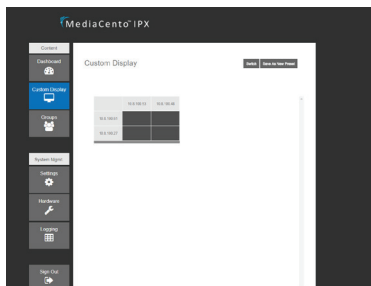 MediaCento™ IPX
Control
Dashboard
Custom Display
Groups
System Mgmt.
Settings
Hardware
Logging
Sign Out
Custom Display
Switch
Save As New Preset